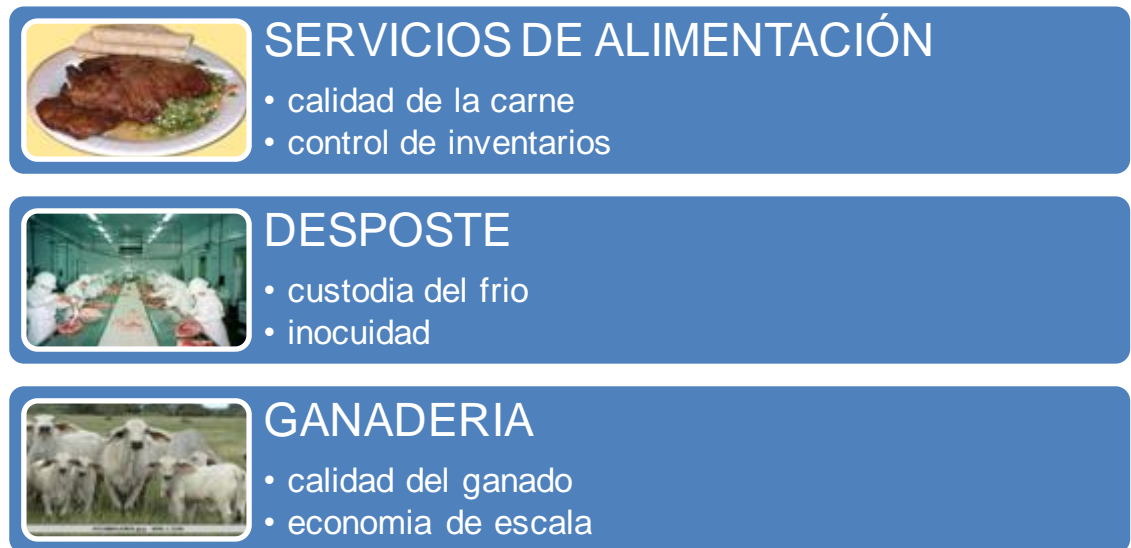 SERVICIOS DE ALIMENTACIÓN
• calidad de la carne
• control de inventarios
DESPOSTE
• custodia del frio
• inocuidad
GANADERIA
• calidad del ganado
• economia de escala